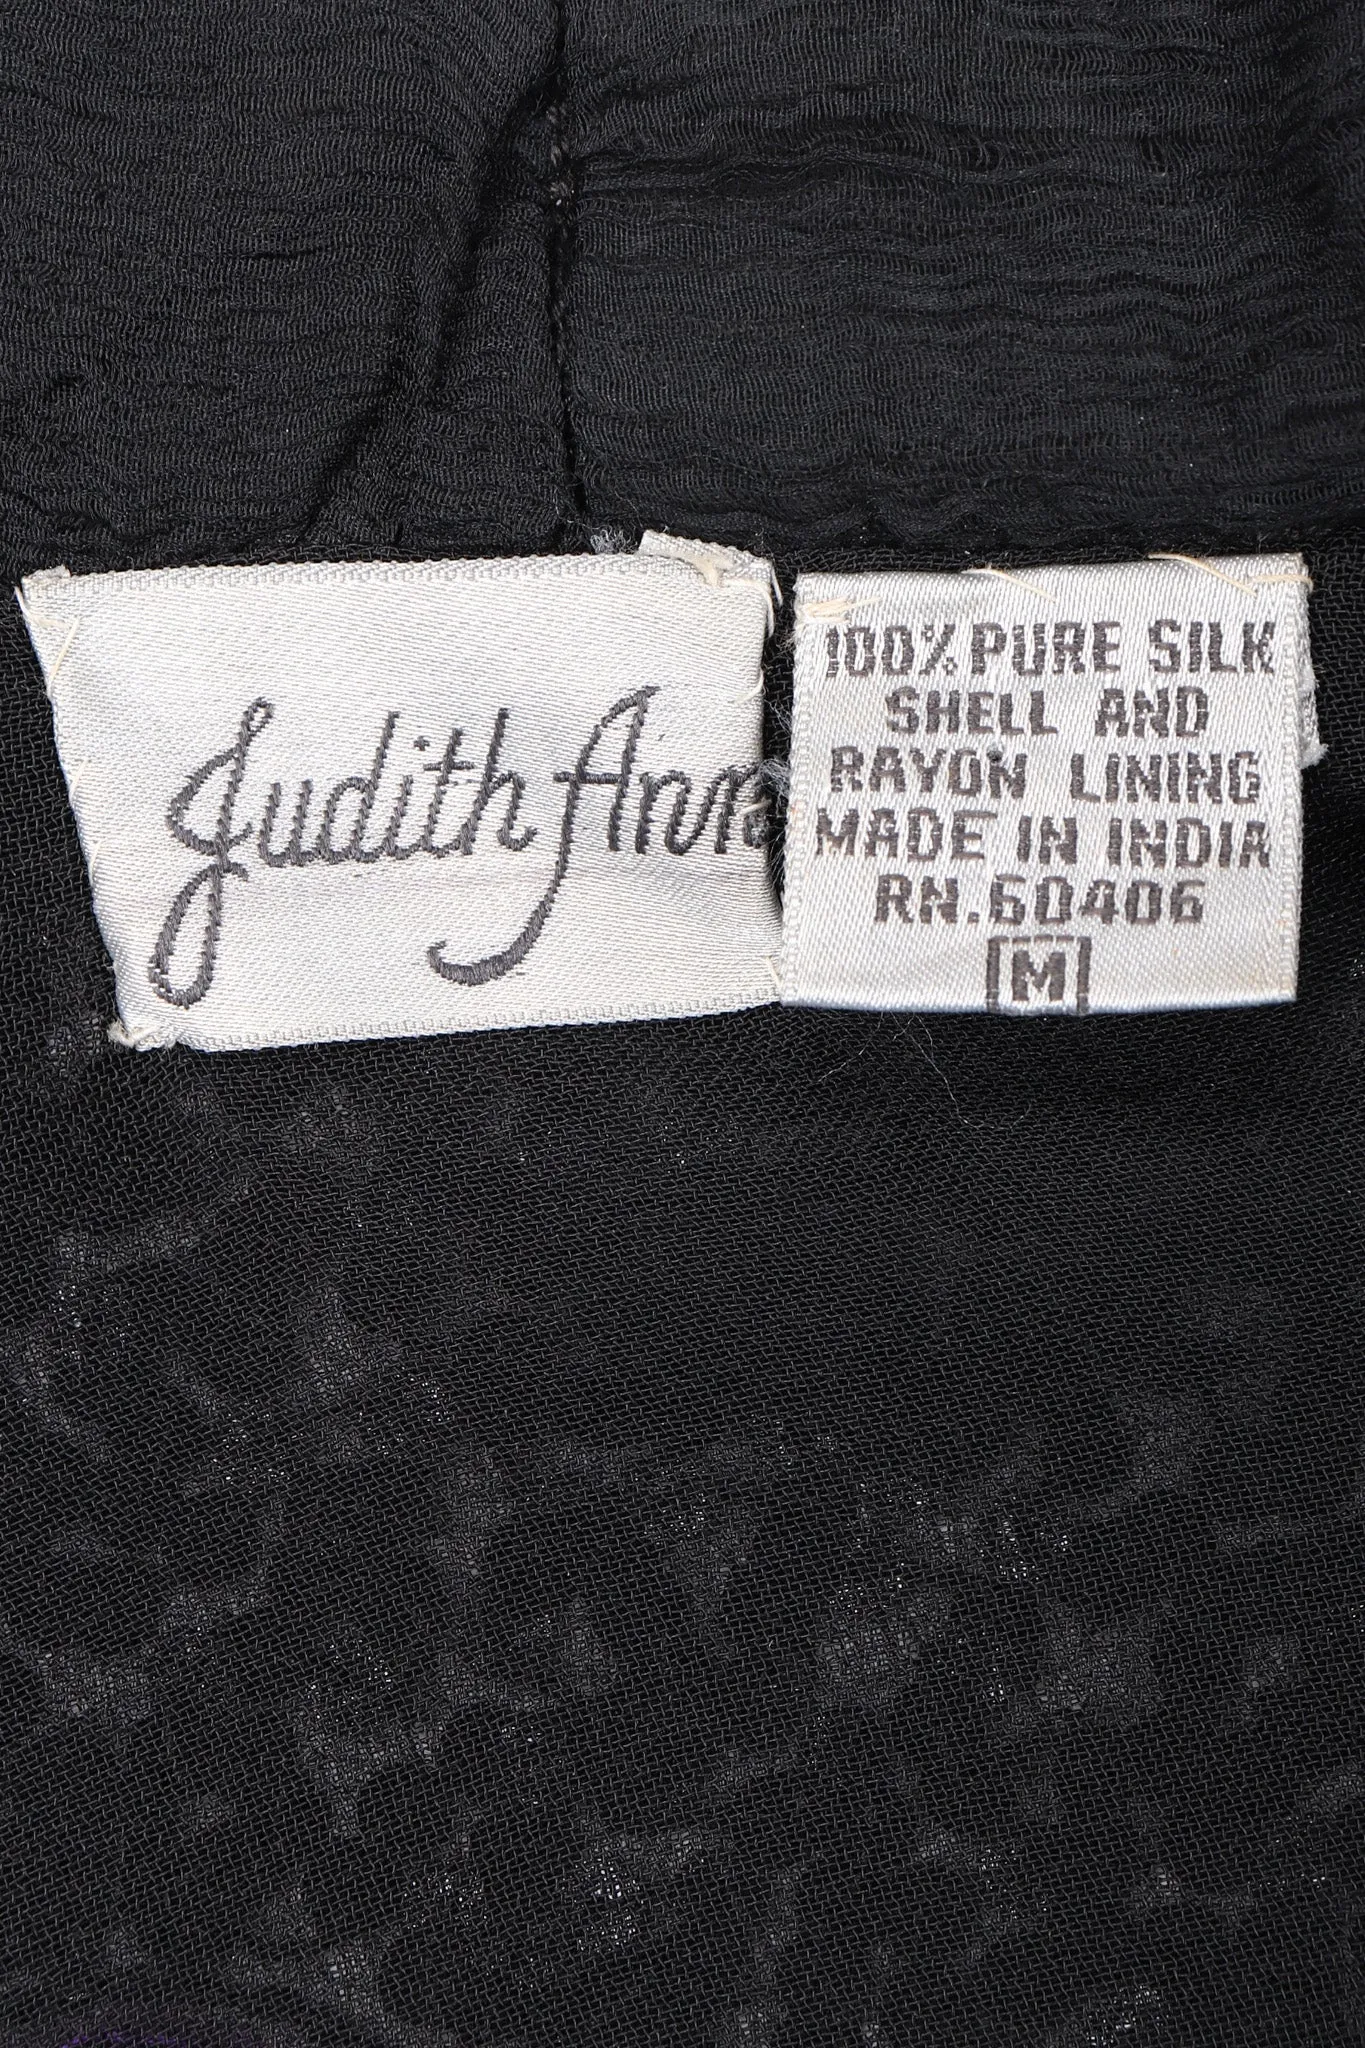 Judith Ann
100% PURE SILK
SHELL AND
RAYON LINING
MADE IN INDIA
RN.60406
M